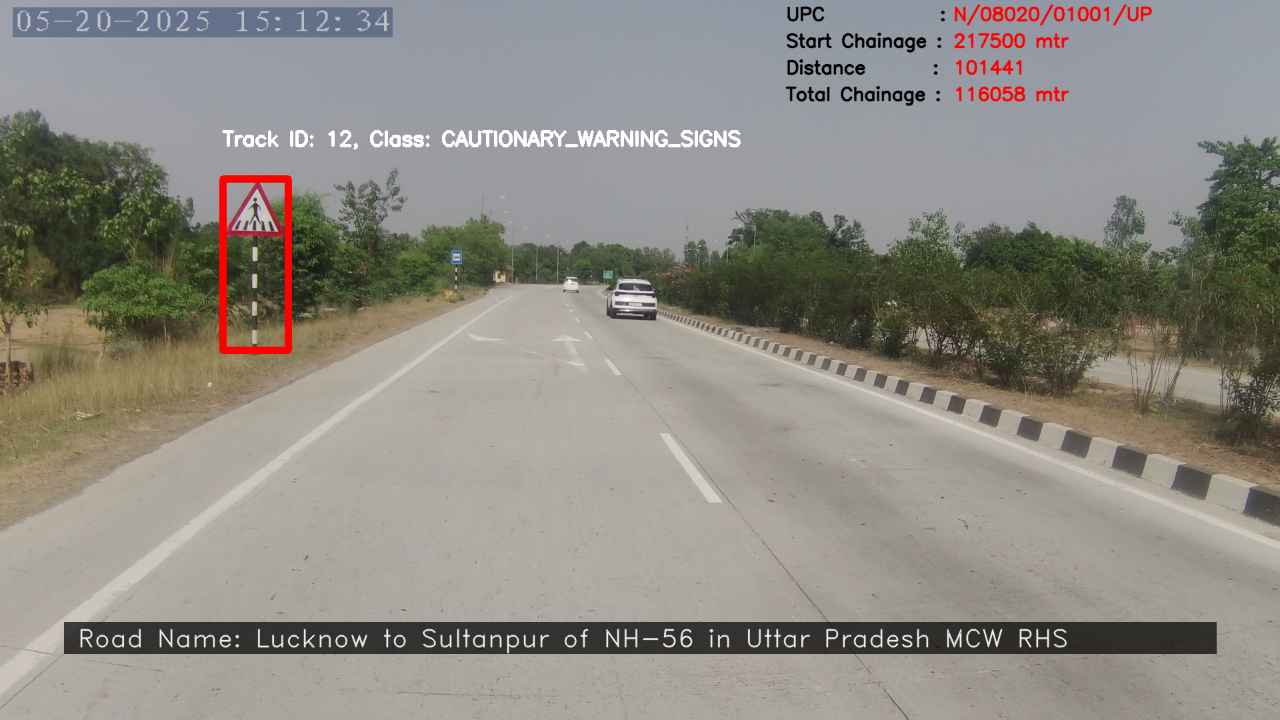 05-20-2025 15:12:34
UPC : N/08020/01001/UP
Start Chainage : 217500 mtr
Distance : 101441
Total Chainage : 116058 mtr
Track ID: 12, Class: CAUTIONARY_WARNING_SIGNS
Road Name: Lucknow to Sultanpur of NH-56 in Uttar Pradesh MCW RHS